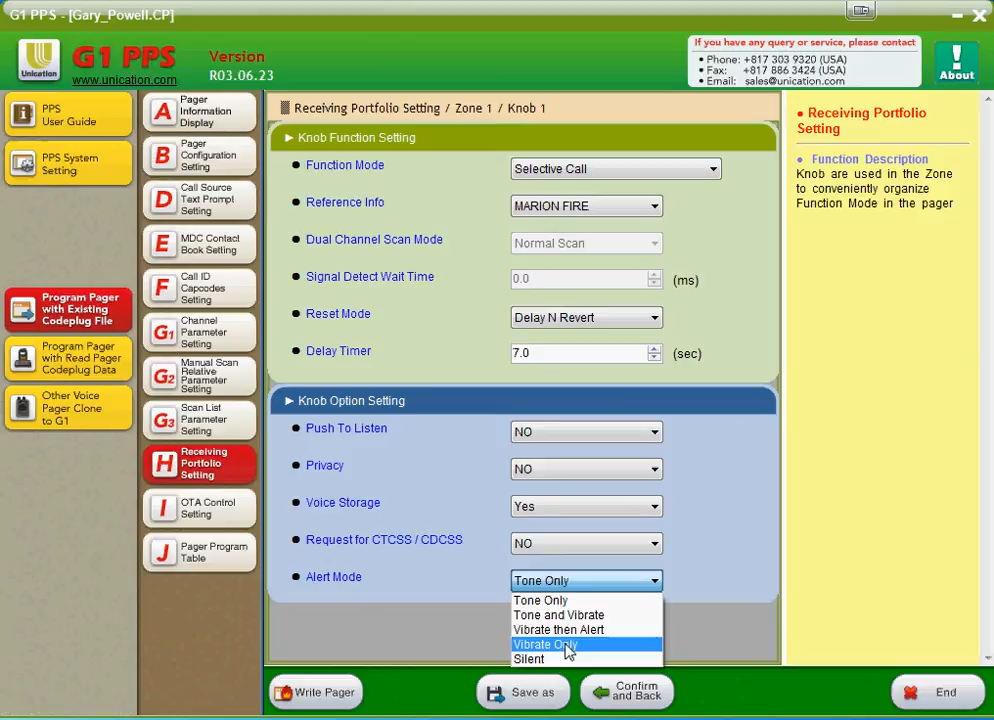 G1 PPS - [Gary_Powell.CP]
Unication
G1 PPS
www.unication.com
Version
R03.06.23
If you have any query or service, please contact
• Phone: +817 303 9320 (USA)
• Fax: +817 886 3424 (USA)
• Email: sales@unication.com
!
About
PPS
User Guide
PPS System
Setting
Program Pager
with Existing
Codeplug File
Program Pager
with Read Pager
Codeplug Data
Other Voice
Pager Clone
to G1
A Pager
Information
Display
B Pager
Configuration
Setting
D Call Source
Text Prompt
Setting
E MDC Contact
Book Setting
F Call ID
Capcodes
Setting
G1 Channel
Parameter
Setting
G2 Manual Scan
Relative
Parameter
Setting
G3 Scan List
Parameter
Setting
H Receiving
Portfolio
Setting
I OTA Control
Setting
J Pager Program
Table
Receiving Portfolio Setting / Zone 1 / Knob 1
► Knob Function Setting
• Function Mode Selective Call
• Reference Info MARION FIRE
• Dual Channel Scan Mode Normal Scan
• Signal Detect Wait Time 0.0 (ms)
• Reset Mode Delay N Revert
• Delay Timer 7.0 (sec)
► Knob Option Setting
• Push To Listen NO
• Privacy NO
• Voice Storage Yes
• Request for CTCSS / CDCSS NO
• Alert Mode Tone Only
Tone Only
Tone and Vibrate
Vibrate then Alert
Vibrate Only
Silent
Write Pager
Save as
Confirm
and Back
End
• Receiving Portfolio
Setting
• Function Description
Knob are used in the Zone
to conveniently organize
Function Mode in the pager